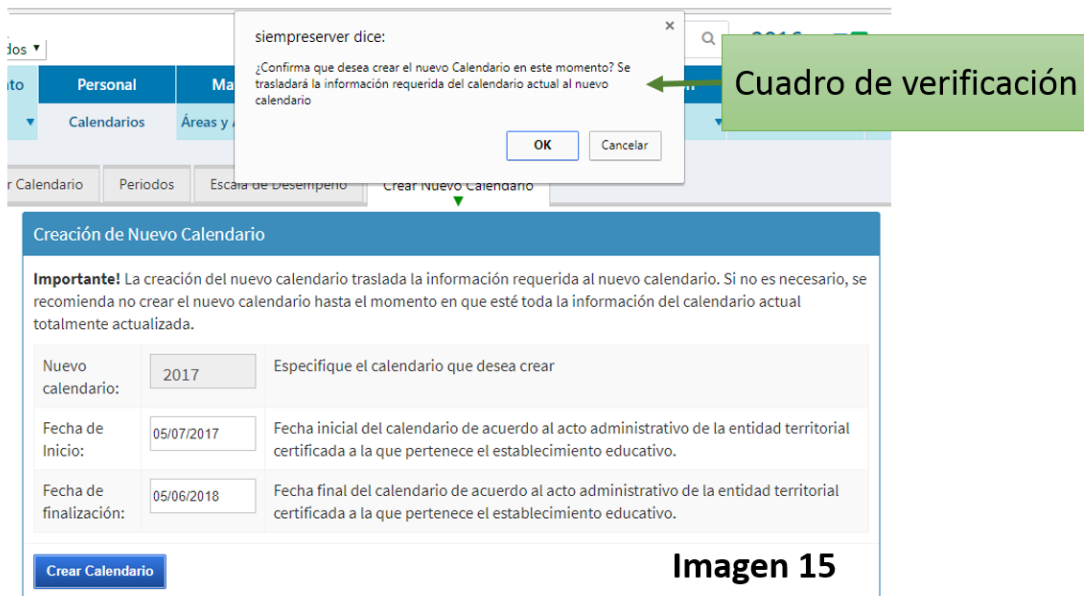 siempreser​ver dice:
¿Confirma que desea crear el nuevo Calendario en este momento? Se
trasladará la información requerida del calendario actual al nuevo
calendario
OK Cancelar
Cuadro de verificación
Personal
Calendarios
Periodos Escala de Desempeño Crear Nuevo Calendario
Creación de Nuevo Calendario
Importante! La creación del nuevo calendario traslada la información requerida al nuevo calendario. Si no es necesario, se
recomienda no crear el nuevo calendario hasta el momento en que esté toda la información del calendario actual
totalmente actualizada.
Nuevo
calendario:
2017
Especifique el calendario que desea crear
Fecha de
Inicio:
05/07/2017
Fecha inicial del calendario de acuerdo al acto administrativo de la entidad territorial
certificada a la que pertenece el establecimiento educativo.
Fecha de
finalización:
05/06/2018
Fecha final del calendario de acuerdo al acto administrativo de la entidad territorial
certificada a la que pertenece el establecimiento educativo.
Crear Calendario
Imagen 15